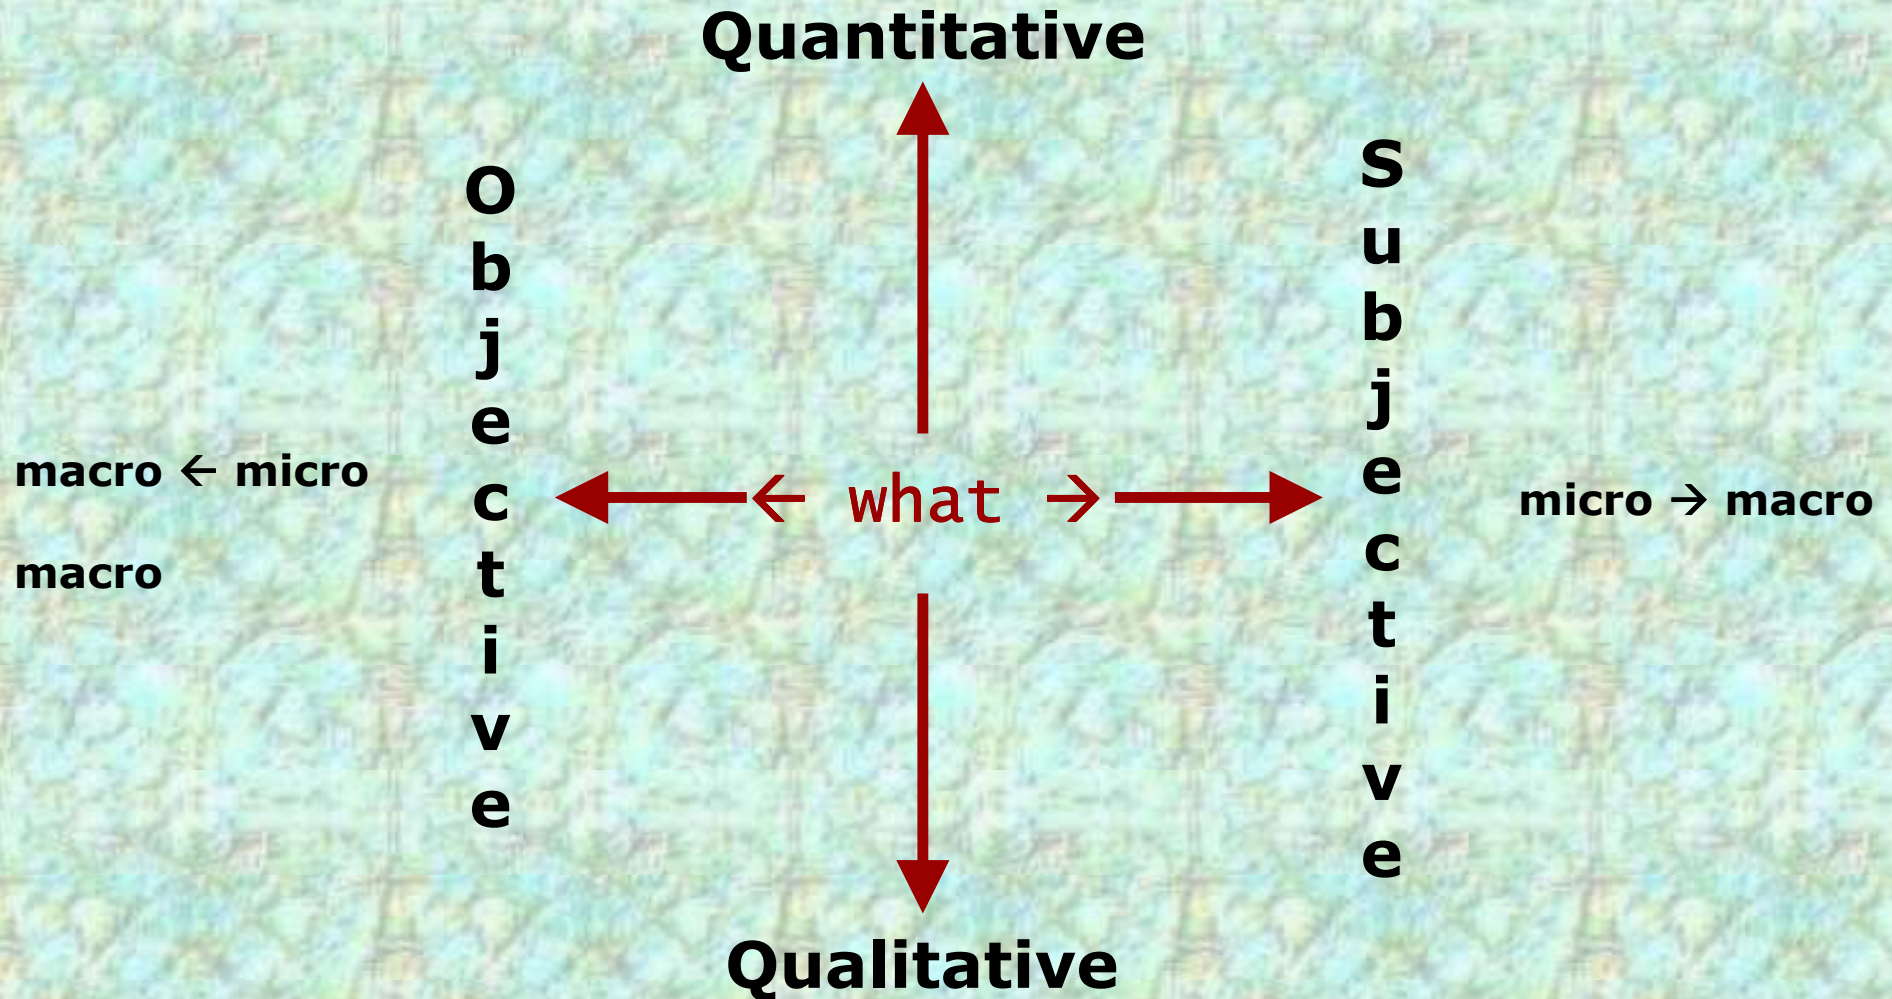 Quantitative
Objective
Subjective
macro ← micro
← what →
micro → macro
macro
Qualitative